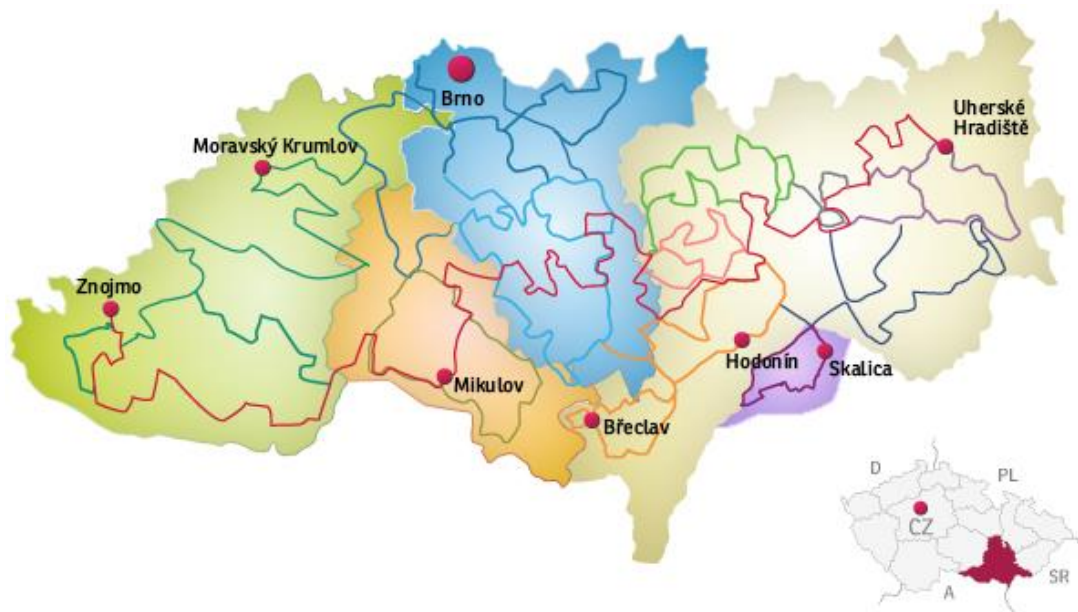 Brno
Uherské
Hradiště
Moravský Krumlov
Znojmo
Hodonín
Skalica
Mikulov
Břeclav
D
PL
CZ
A
SR